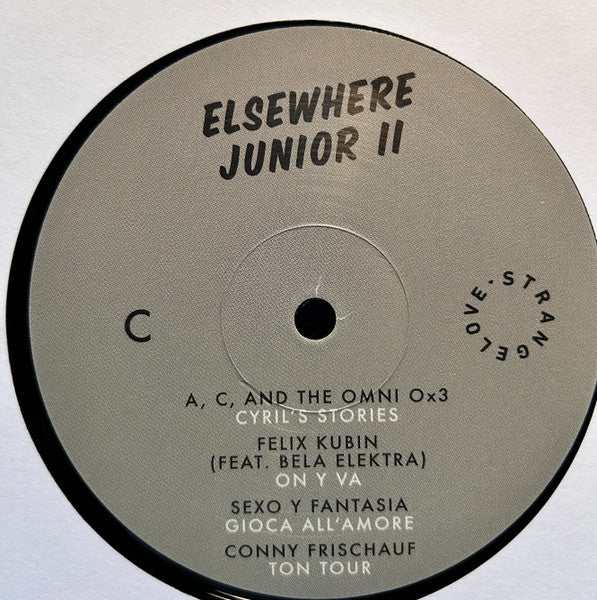 ELSEWHERE
JUNIOR II
C
STRANGELOVE ·
A, C, AND THE OMNI Ox3
CYRIL'S STORIES
FELIX KUBIN
(FEAT. BELA ELEKTRA)
ON Y VA
SEXO Y FANTASIA
GIOCA ALL'AMORE
CONNY FRISCHAUF
TON TOUR